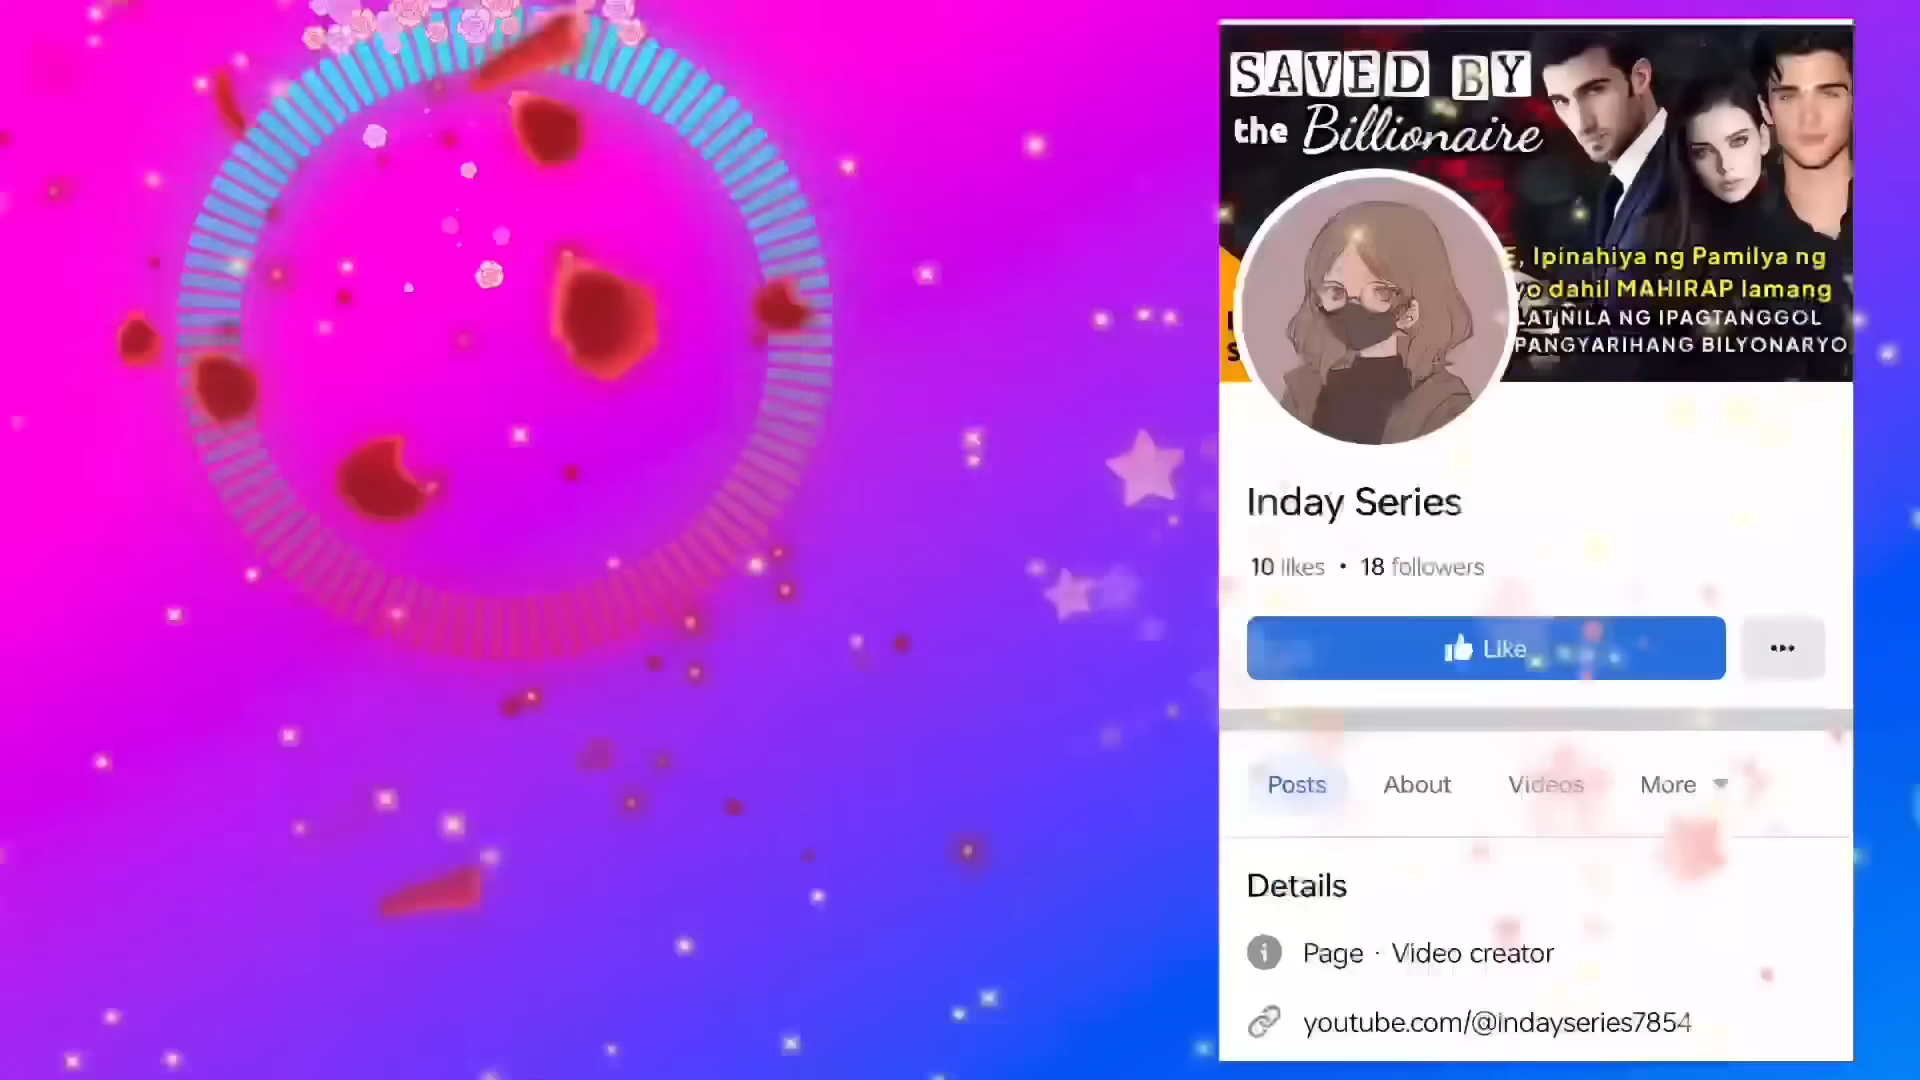 SAVED BY
the Billionaire
, Ipinahiya ng Pamilya ng
yo dahil MAHIRAP lamang
NILA NG IPAGTANGGOL
PANGYARIHANG BILYONARYO
Inday Series
10 likes • 18 followers
Like
Posts About Videos More
Details
Page · Video creator
youtube.com/@Indayseries7854